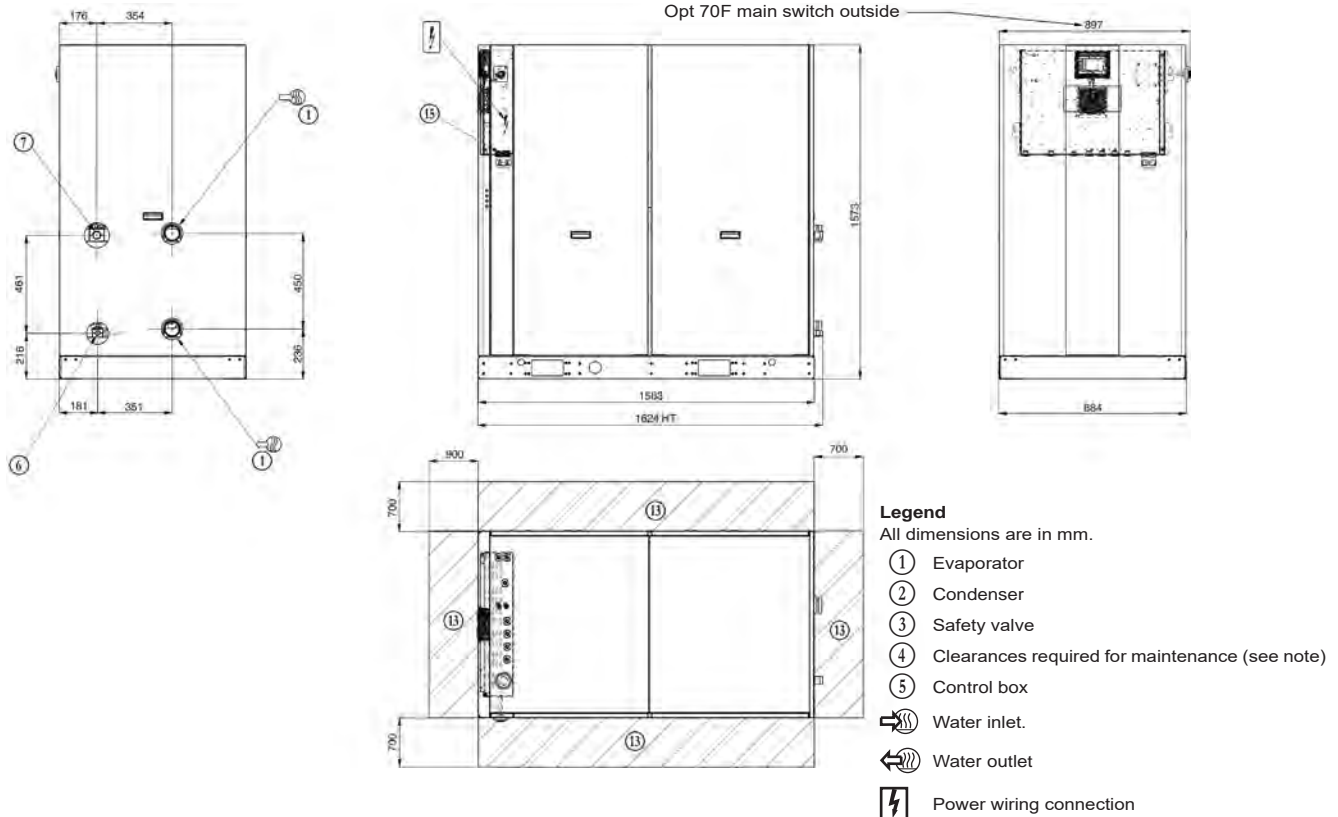 Opt 70F main switch outside
176
354
897
1
7
15
461
450
1573
216
236
181
351
1583
1624 HT
884
6
1
900
700
700
13
13
13
13
700
Legend
All dimensions are in mm.
1 Evaporator
2 Condenser
3 Safety valve
4 Clearances required for maintenance (see note)
5 Control box
Water inlet.
Water outlet
Power wiring connection